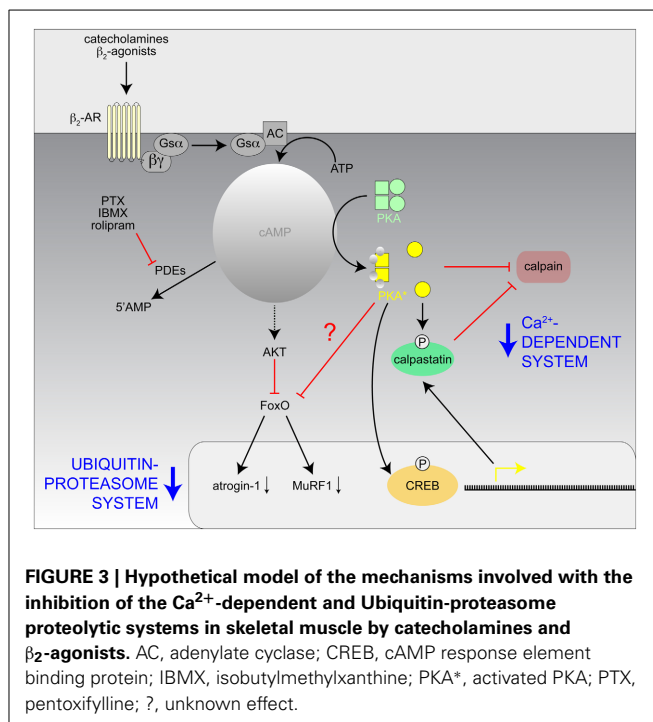 catecholamines
β₂-agonists
β₂-AR
βγ
Gsα
Gsα
AC
ATP
PTX
IBMX
rolipram
PDEs
5'AMP
cAMP
PKA
PKA*
calpain
?
AKT
FoxO
P
calpastatin
Ca²⁺-
DEPENDENT
SYSTEM
UBIQUITIN-
PROTEASOME
SYSTEM
atrogin-1
MuRF1
P
CREB
FIGURE 3 | Hypothetical model of the mechanisms involved with the
inhibition of the Ca²⁺-dependent and Ubiquitin-proteasome
proteolytic systems in skeletal muscle by catecholamines and
β₂-agonists. AC, adenylate cyclase; CREB, cAMP response element
binding protein; IBMX, isobutylmethylxanthine; PKA*, activated PKA; PTX,
pentoxifylline; ?, unknown effect.